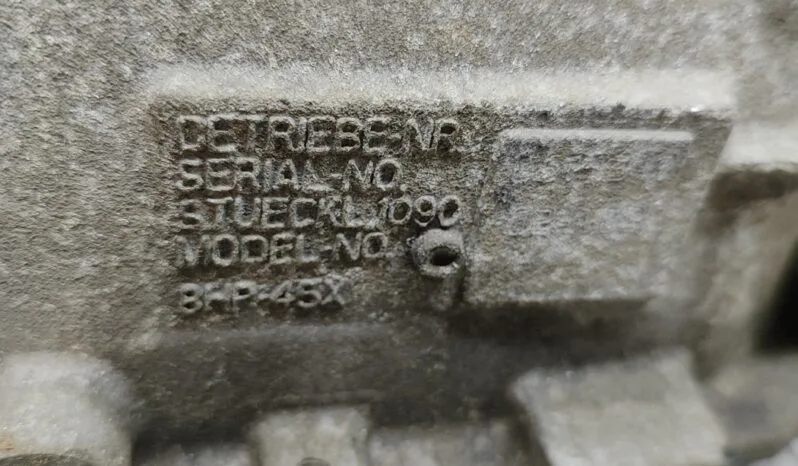 GETRIEBE-NR.
SERIAL-NO.
STUECKL.1090
MODEL-NO.
8HP-45X